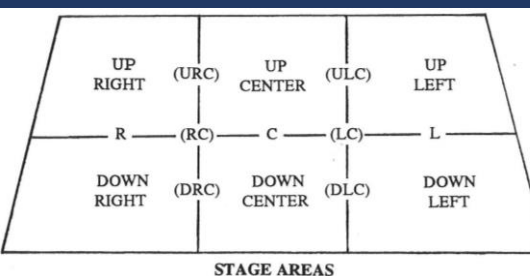 UP RIGHT
(URC)
UP CENTER
(ULC)
UP LEFT
R
(RC)
C
(LC)
L
DOWN RIGHT
(DRC)
DOWN CENTER
(DLC)
DOWN LEFT
STAGE AREAS